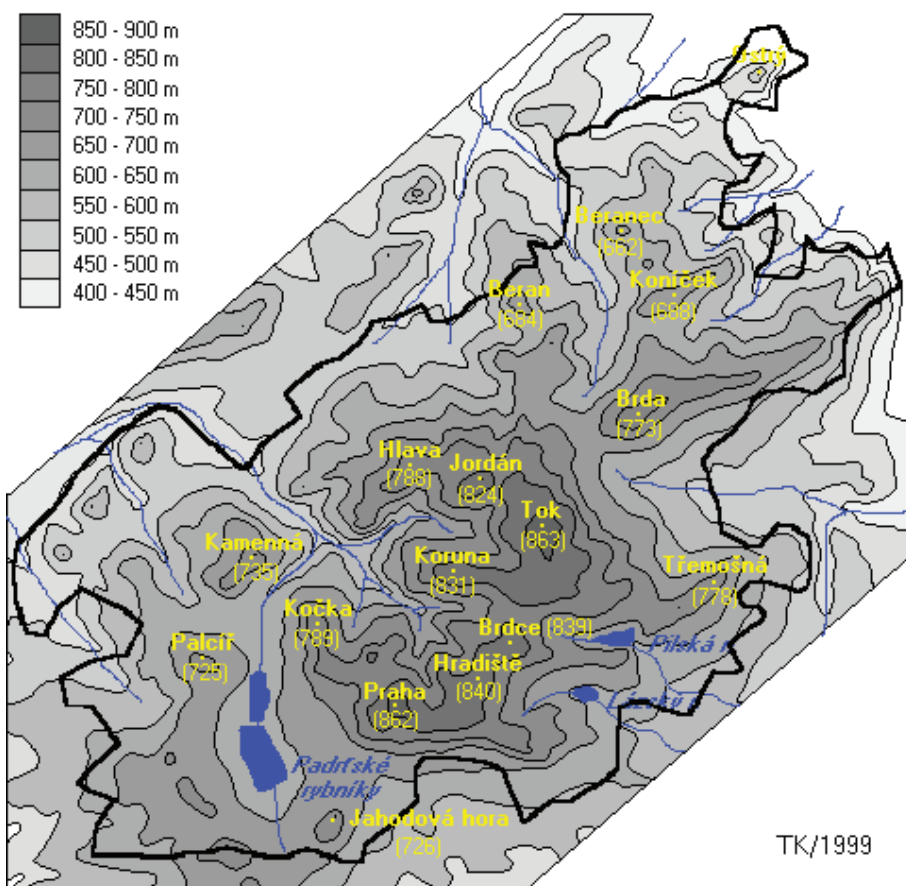 850 - 900 m
800 - 850 m
750 - 800 m
700 - 750 m
650 - 700 m
600 - 650 m
550 - 600 m
500 - 550 m
450 - 500 m
400 - 450 m
Beranec
(662)
Koníček
(688)
Beran
(684)
Brda
(773)
Hlava
(788)
Jordán
(824)
Tok
(863)
Kamenná
(735)
Koruna
(831)
Třemošná
(778)
Kočka
(789)
Brdce (839)
Pilská
Palcíř
(725)
Hradiště
(840)
Praha
(862)
Padrťské
rybníky
Jahodová hora
(726)
TK/1999